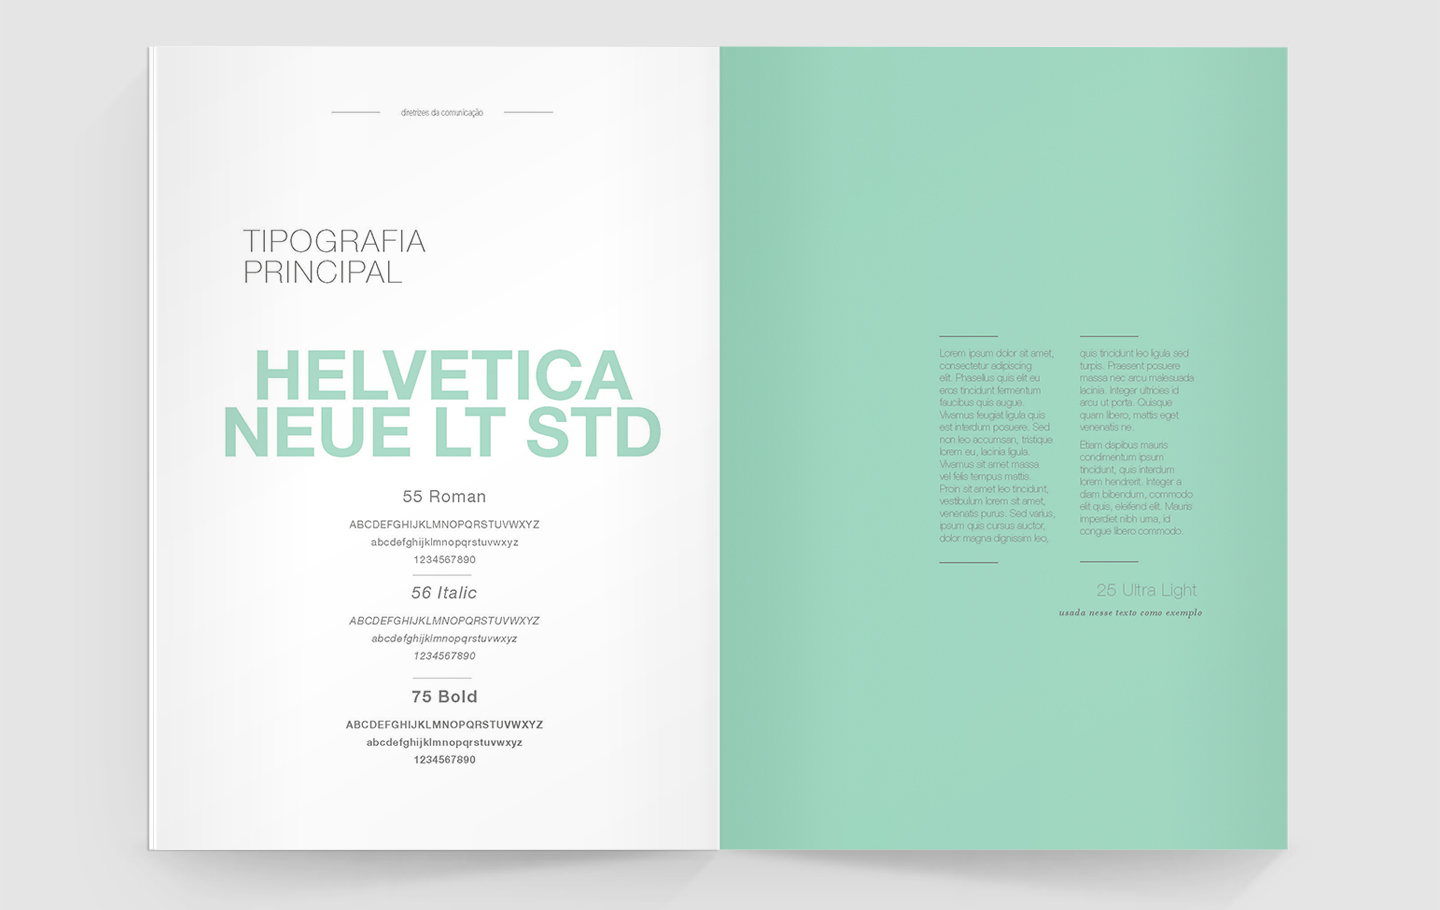 diretrizes da comunicação
TIPOGRAFIA
PRINCIPAL
HELVETICA
NEUE LT STD
55 Roman
ABCDEFGHIJKLMNOPQRSTUVWXYZ
abcdefghijklmnopqrstuvwxyz
1234567890
56 Italic
ABCDEFGHIJKLMNOPQRSTUVWXYZ
abcdefghijklmnopqrstuvwxyz
1234567890
75 Bold
ABCDEFGHIJKLMNOPQRSTUVWXYZ
abcdefghijklmnopqrstuvwxyz
1234567890
Lorem ipsum dolor sit amet,
consectetur adipiscing
elit. Phasellus quis elit eu
eros tincidunt fermentum
faucibus quis augue.
Vivamus feugiat ligula quis
est interdum posuere. Sed
non leo accumsan, tristique
lorem eu, lacinia ligula.
Vivamus sit amet massa
vel felis tempus mattis.
Proin sit amet leo tincidunt,
vestibulum lorem sit amet,
venenatis purus. Sed varius,
ipsum quis cursus auctor,
dolor magna dignissim leo,
quis tincidunt leo ligula sed
turpis. Praesent posuere
massa nec arcu malesuada
lacinia. Integer ultrices id
arcu ut porta. Quisque
quam libero, mattis eget
venenatis ne.
Etiam dapibus mauris
condimentum ipsum
tincidunt, quis interdum
lorem hendrerit. Integer a
diam bibendum, commodo
elit quis, eleifend elit. Mauris
imperdiet nibh urna, id
congue libero commodo.
25 Ultra Light
usada nesse texto como exemplo